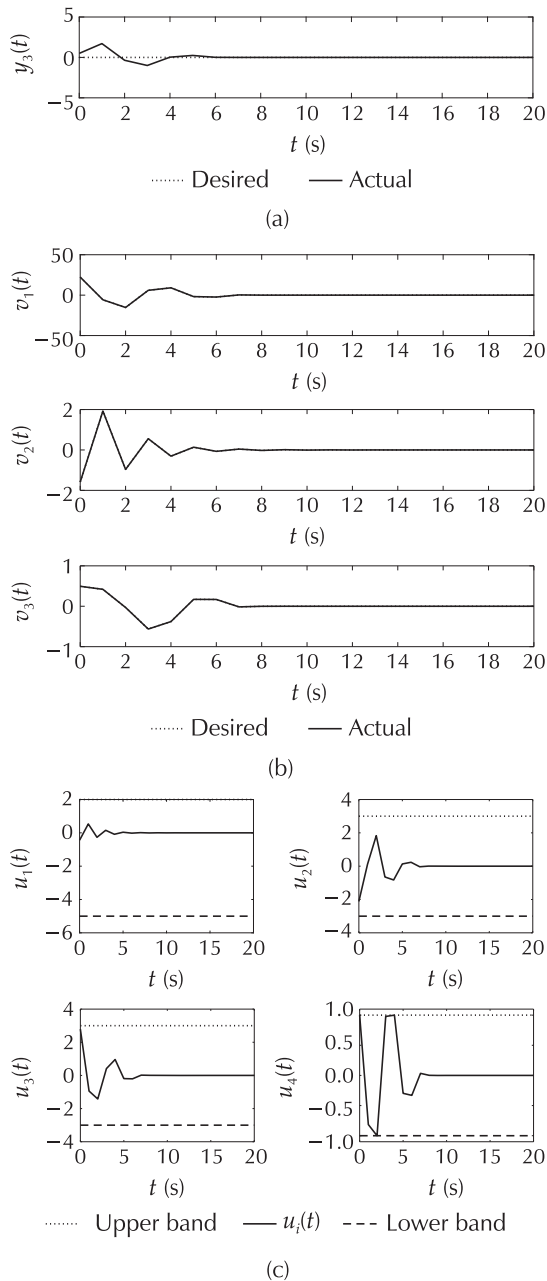 y₃(t)
5
0
−5
0 2 4 6 8 10 12 14 16 18 20
t (s)
Desired Actual
(a)
v₁(t)
50
0
−50
0 2 4 6 8 10 12 14 16 18 20
t (s)
v₂(t)
2
0
−2
0 2 4 6 8 10 12 14 16 18 20
t (s)
v₃(t)
1
0
−1
0 2 4 6 8 10 12 14 16 18 20
t (s)
Desired Actual
(b)
u₁(t)
2
0
−2
−4
−6
0 5 10 15 20
t (s)
u₂(t)
4
2
0
−2
−4
0 5 10 15 20
t (s)
u₃(t)
4
2
0
−2
−4
0 5 10 15 20
t (s)
u₄(t)
1.0
0.5
0
−0.5
−1.0
0 5 10 15 20
t (s)
Upper band uᵢ(t) Lower band
(c)